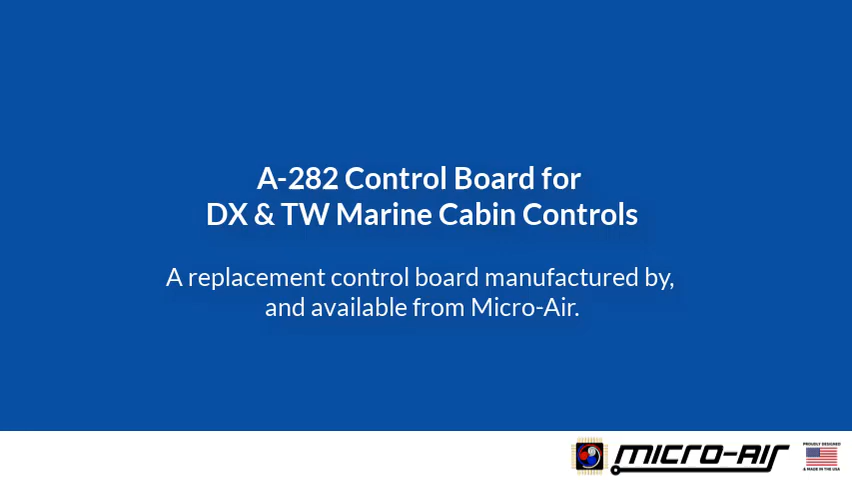 A-282 Control Board for
DX & TW Marine Cabin Controls
A replacement control board manufactured by,
and available from Micro-Air.
MICRO-AIR
PROUDLY DESIGNED
& MADE IN THE USA